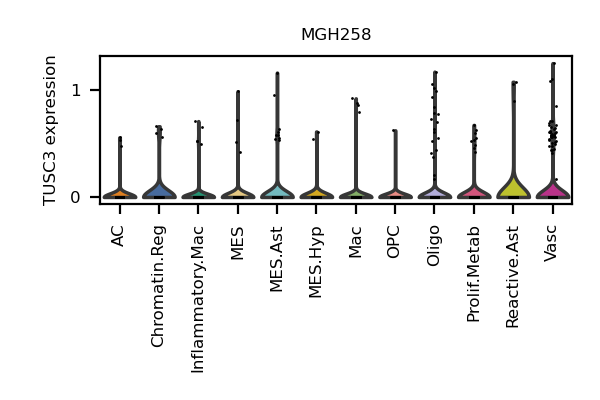 MGH258
TUSC3 expression
1
0
AC
Chromatin.Reg
Inflammatory.Mac
MES
MES.Ast
MES.Hyp
Mac
OPC
Oligo
Prolif.Metab
Reactive.Ast
Vasc